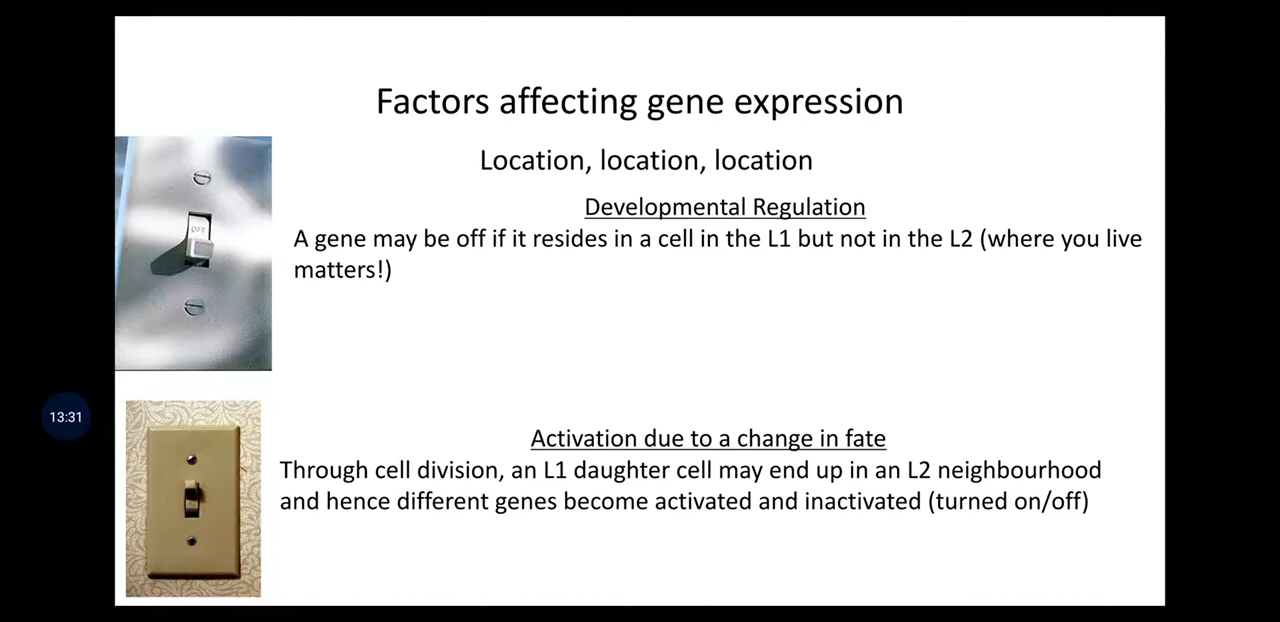 Factors affecting gene expression
Location, location, location
Developmental Regulation
OFF
A gene may be off if it resides in a cell in the L1 but not in the L2 (where you live
matters!)
13:31
Activation due to a change in fate
Through cell division, an L1 daughter cell may end up in an L2 neighbourhood
and hence different genes become activated and inactivated (turned on/off)